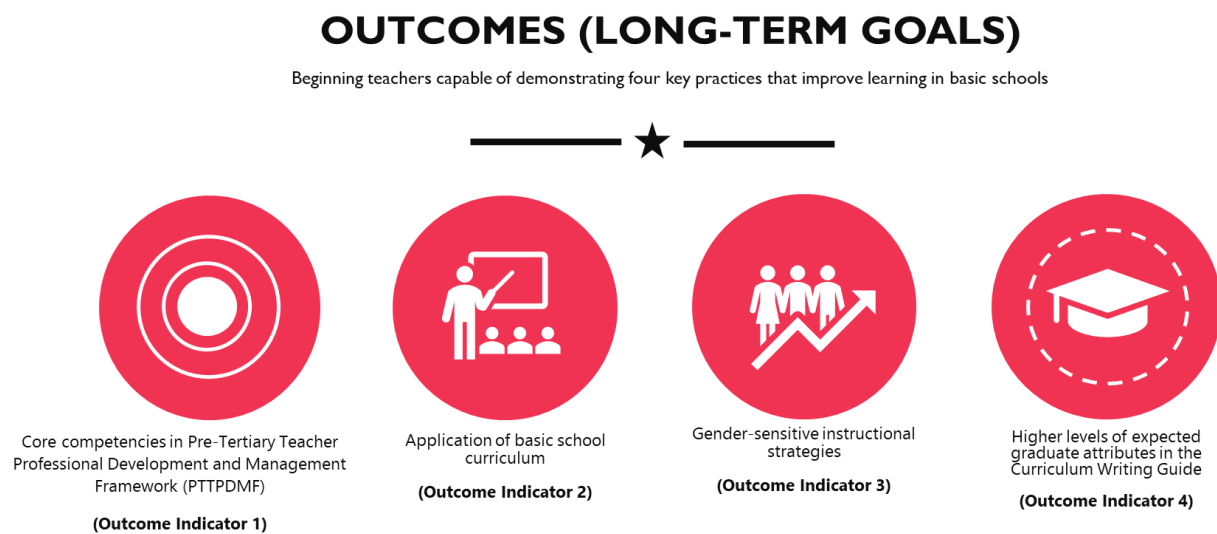 OUTCOMES (LONG-TERM GOALS)
Beginning teachers capable of demonstrating four key practices that improve learning in basic schools
Core competencies in Pre-Tertiary Teacher
Professional Development and Management
Framework (PTTPDMF)
(Outcome Indicator 1)
Application of basic school
curriculum
(Outcome Indicator 2)
Gender-sensitive instructional
strategies
(Outcome Indicator 3)
Higher levels of expected
graduate attributes in the
Curriculum Writing Guide
(Outcome Indicator 4)